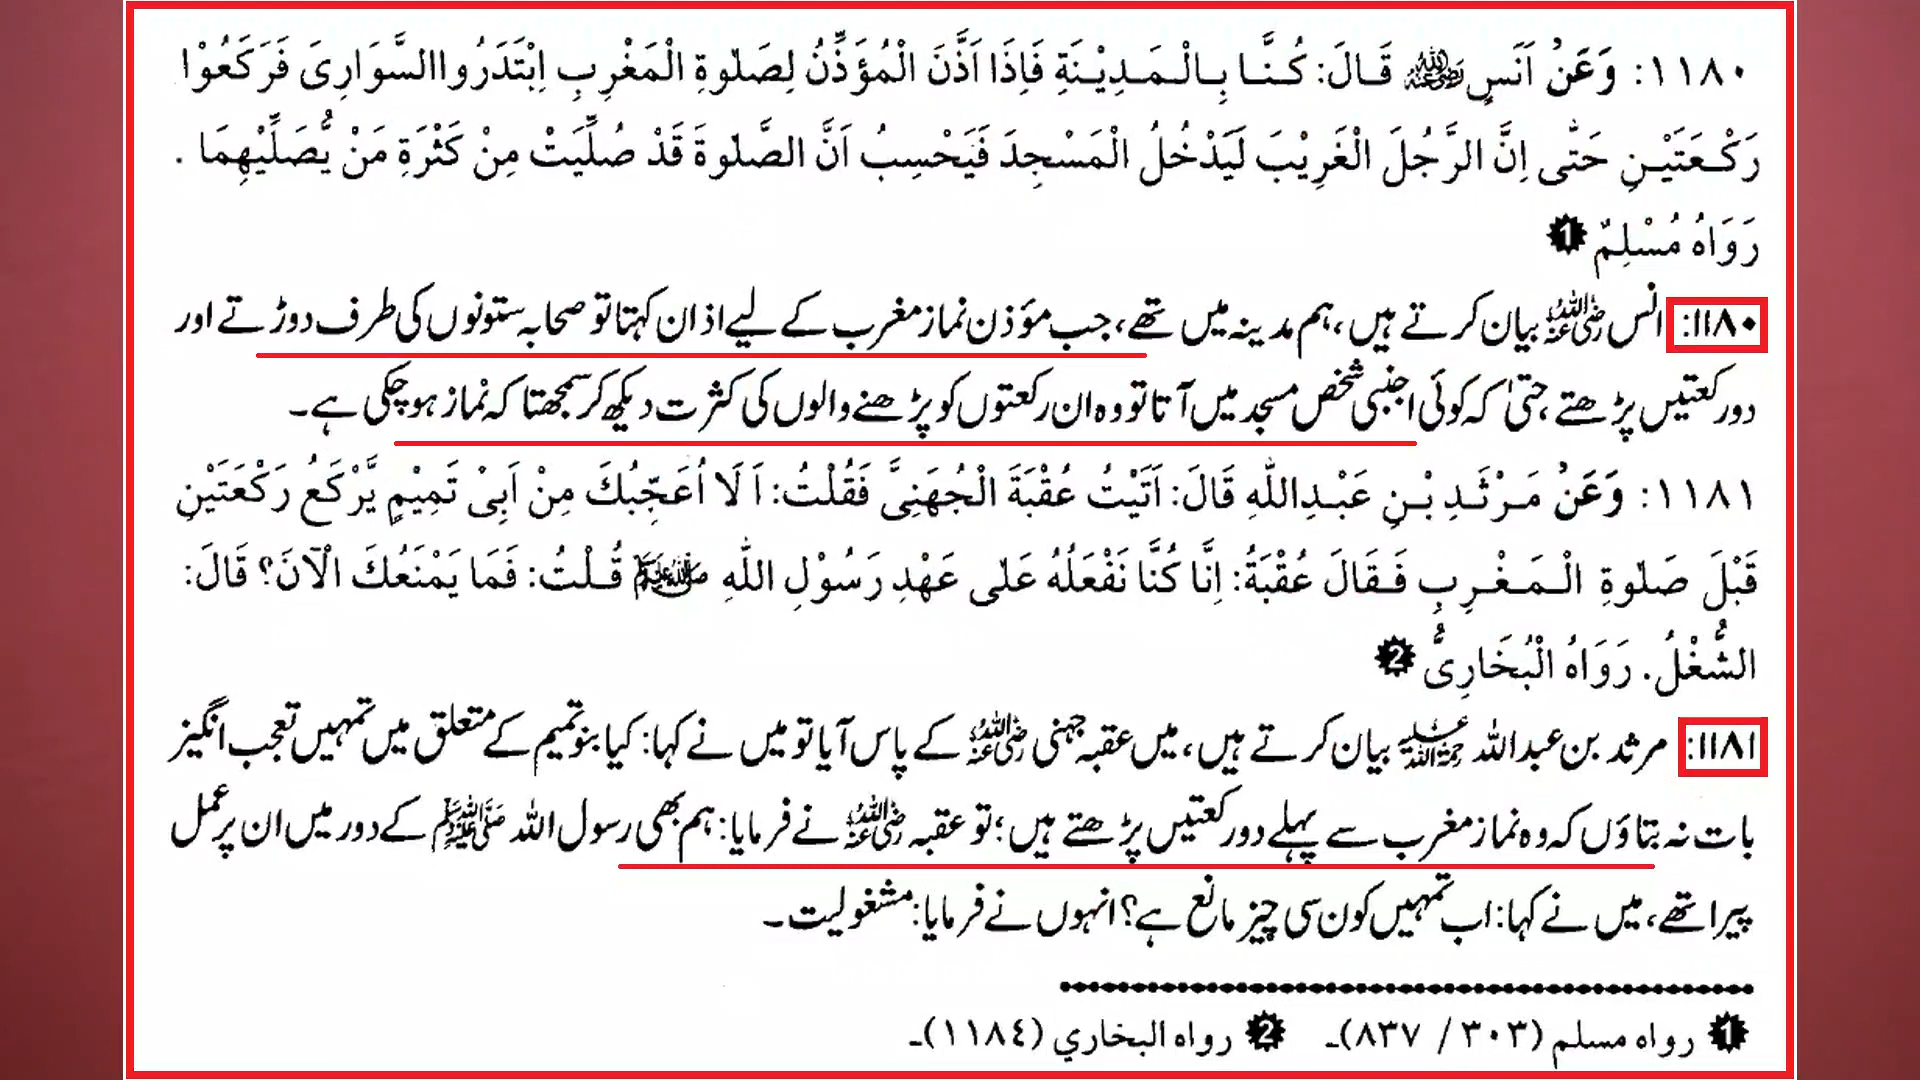 ١١٨٠: وَعَنْ اَنَسٍ رضی اللہ عنہ قَالَ: كُنَّا بِالْمَدِيْنَةِ فَاِذَا اَذَّنَ الْمُؤَذِّنُ لِصَلٰوةِ الْمَغْرِبِ اِبْتَدَرُوا السَّوَارِىَ فَرَكَعُوْا
رَكْعَتَيْنِ حَتّٰى اِنَّ الرَّجُلَ الْغَرِيْبَ لَيَدْخُلُ الْمَسْجِدَ فَيَحْسِبُ اَنَّ الصَّلٰوةَ قَدْ صُلِّيَتْ مِنْ كَثْرَةِ مَنْ يُّصَلِّيْهِمَا .
رَوَاهُ مُسْلِمٌ 1
۱۱۸۰: انس رضی اللہ عنہ بیان کرتے ہیں، ہم مدینہ میں تھے، جب مؤذن نماز مغرب کے لیے اذان کہتا تو صحابہ ستونوں کی طرف دوڑتے اور
دو رکعتیں پڑھتے، حتیٰ کہ کوئی اجنبی شخص مسجد میں آتا تو وہ ان رکعتوں کو پڑھنے والوں کی کثرت دیکھ کر سمجھتا کہ نماز ہو چکی ہے۔
١١٨١: وَعَنْ مَرْثَدِ بْنِ عَبْدِاللّٰهِ قَالَ: اَتَيْتُ عُقْبَةَ الْجُهَنِىَّ فَقُلْتُ: اَ لَا اُعَجِّبُكَ مِنْ اَبِىْ تَمِيْمٍ يَّرْكَعُ رَكْعَتَيْنِ
قَبْلَ صَلٰوةِ الْمَغْرِبِ فَقَالَ عُقْبَةُ: اِنَّا كُنَّا نَفْعَلُهُ عَلٰى عَهْدِ رَسُوْلِ اللّٰهِ ﷺ قُلْتُ: فَمَا يَمْنَعُكَ الْاٰنَ؟ قَالَ:
الشُّغْلُ. رَوَاهُ الْبُخَارِىُّ 2
۱۱۸۱: مرثد بن عبداللہ رحمۃ اللہ علیہ بیان کرتے ہیں، میں عقبہ جہنی رضی اللہ عنہ کے پاس آیا تو میں نے کہا: کیا بنو تمیم کے متعلق میں تمہیں تعجب انگیز
بات نہ بتاؤں کہ وہ نماز مغرب سے پہلے دو رکعتیں پڑھتے ہیں؛ تو عقبہ رضی اللہ عنہ نے فرمایا: ہم بھی رسول اللہ ﷺ کے دور میں ان پر عمل
پیرا تھے، میں نے کہا: اب تمہیں کون سی چیز مانع ہے؟ انہوں نے فرمایا: مشغولیت۔
1 رواه مسلم (٣٠٣ / ٨٣٧)۔ 2 رواه البخاري (١١٨٤)۔